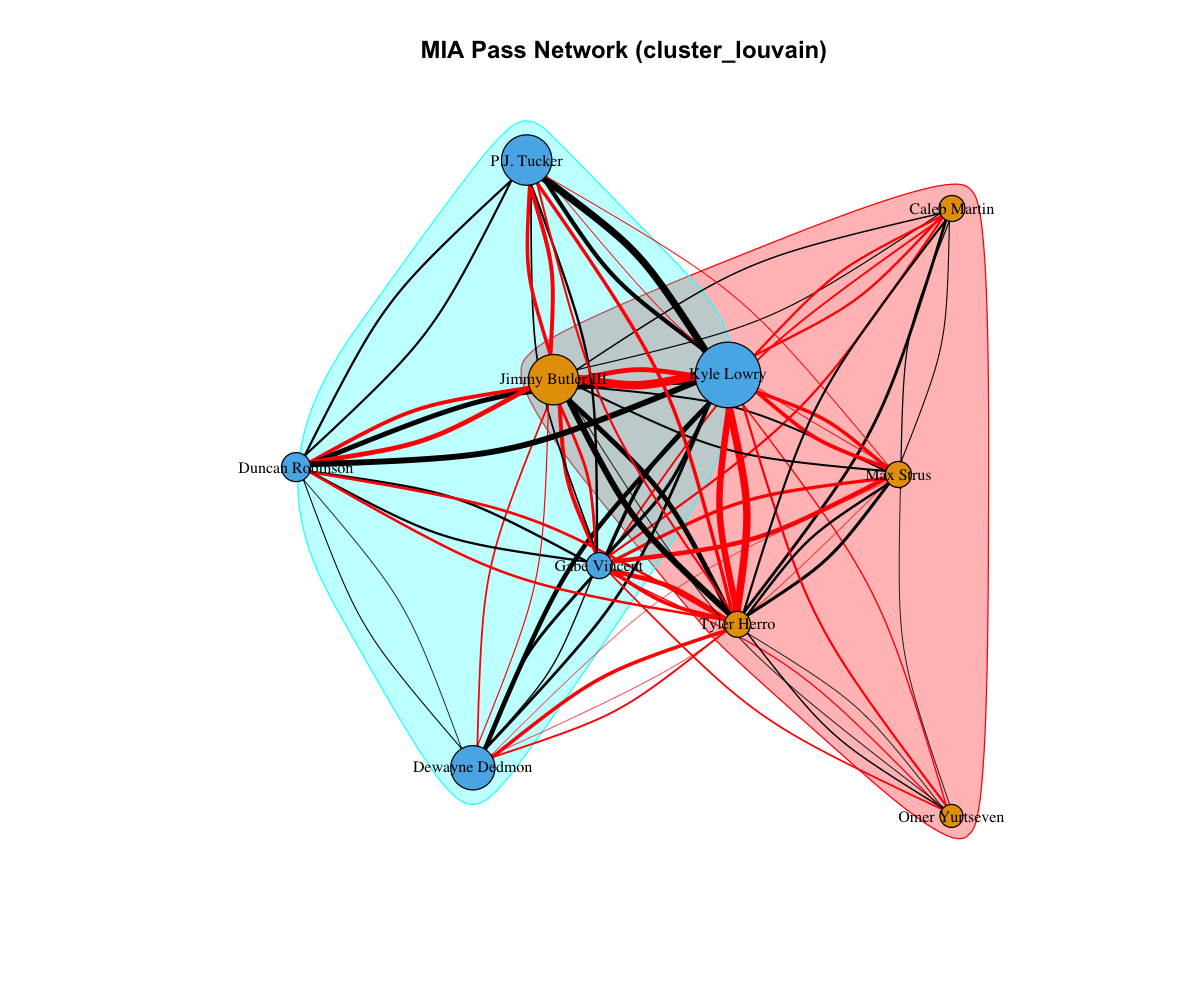 MIA Pass Network (cluster_louvain)
P.J. Tucker
Caleb Martin
Kyle Lowry
Jimmy Butler III
Duncan Robinson
Max Strus
Gabe Vincent
Tyler Herro
Dewayne Dedmon
Omer Yurtseven